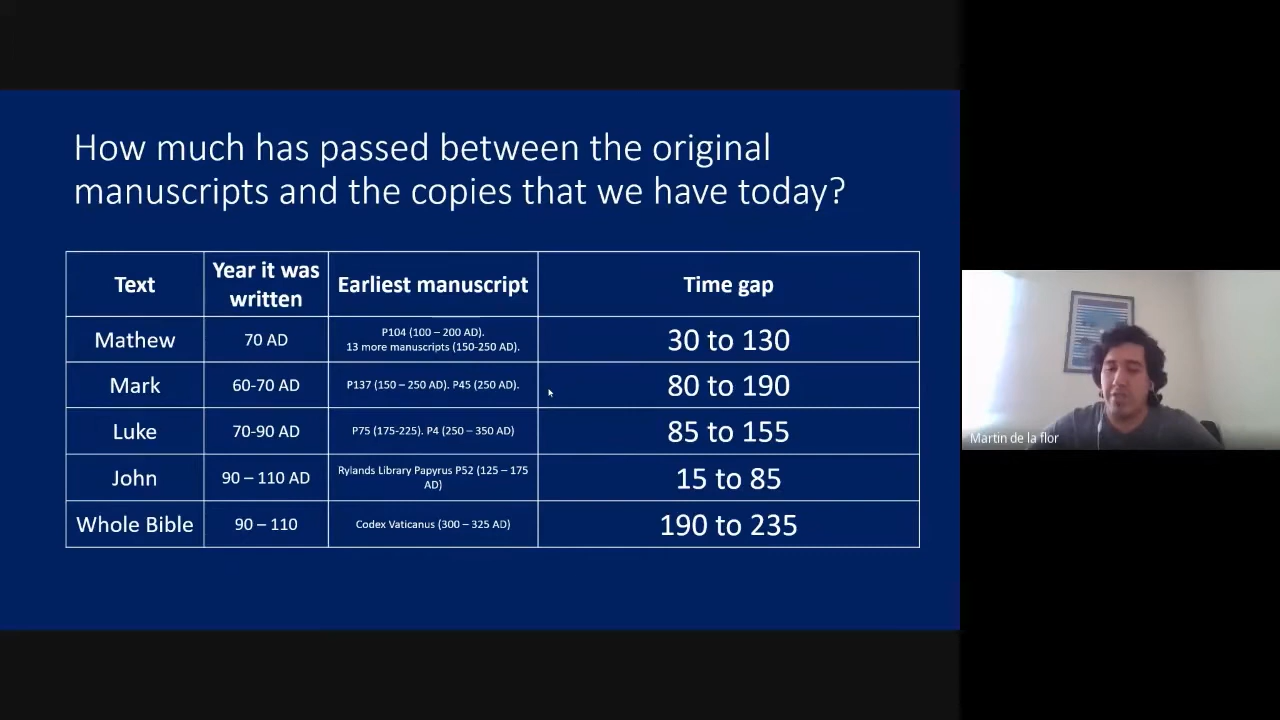 How much has passed between the original
manuscripts and the copies that we have today?
Text
Year it was
written
Earliest manuscript
Time gap
Mathew
70 AD
P104 (100 – 200 AD).
13 more manuscripts (150-250 AD).
30 to 130
Mark
60-70 AD
P137 (150 – 250 AD). P45 (250 AD).
80 to 190
Luke
70-90 AD
P75 (175-225). P4 (250 – 350 AD)
85 to 155
John
90 – 110 AD
Rylands Library Papyrus P52 (125 – 175
AD)
15 to 85
Whole Bible
90 – 110
Codex Vaticanus (300 – 325 AD)
190 to 235
Martin de la flor